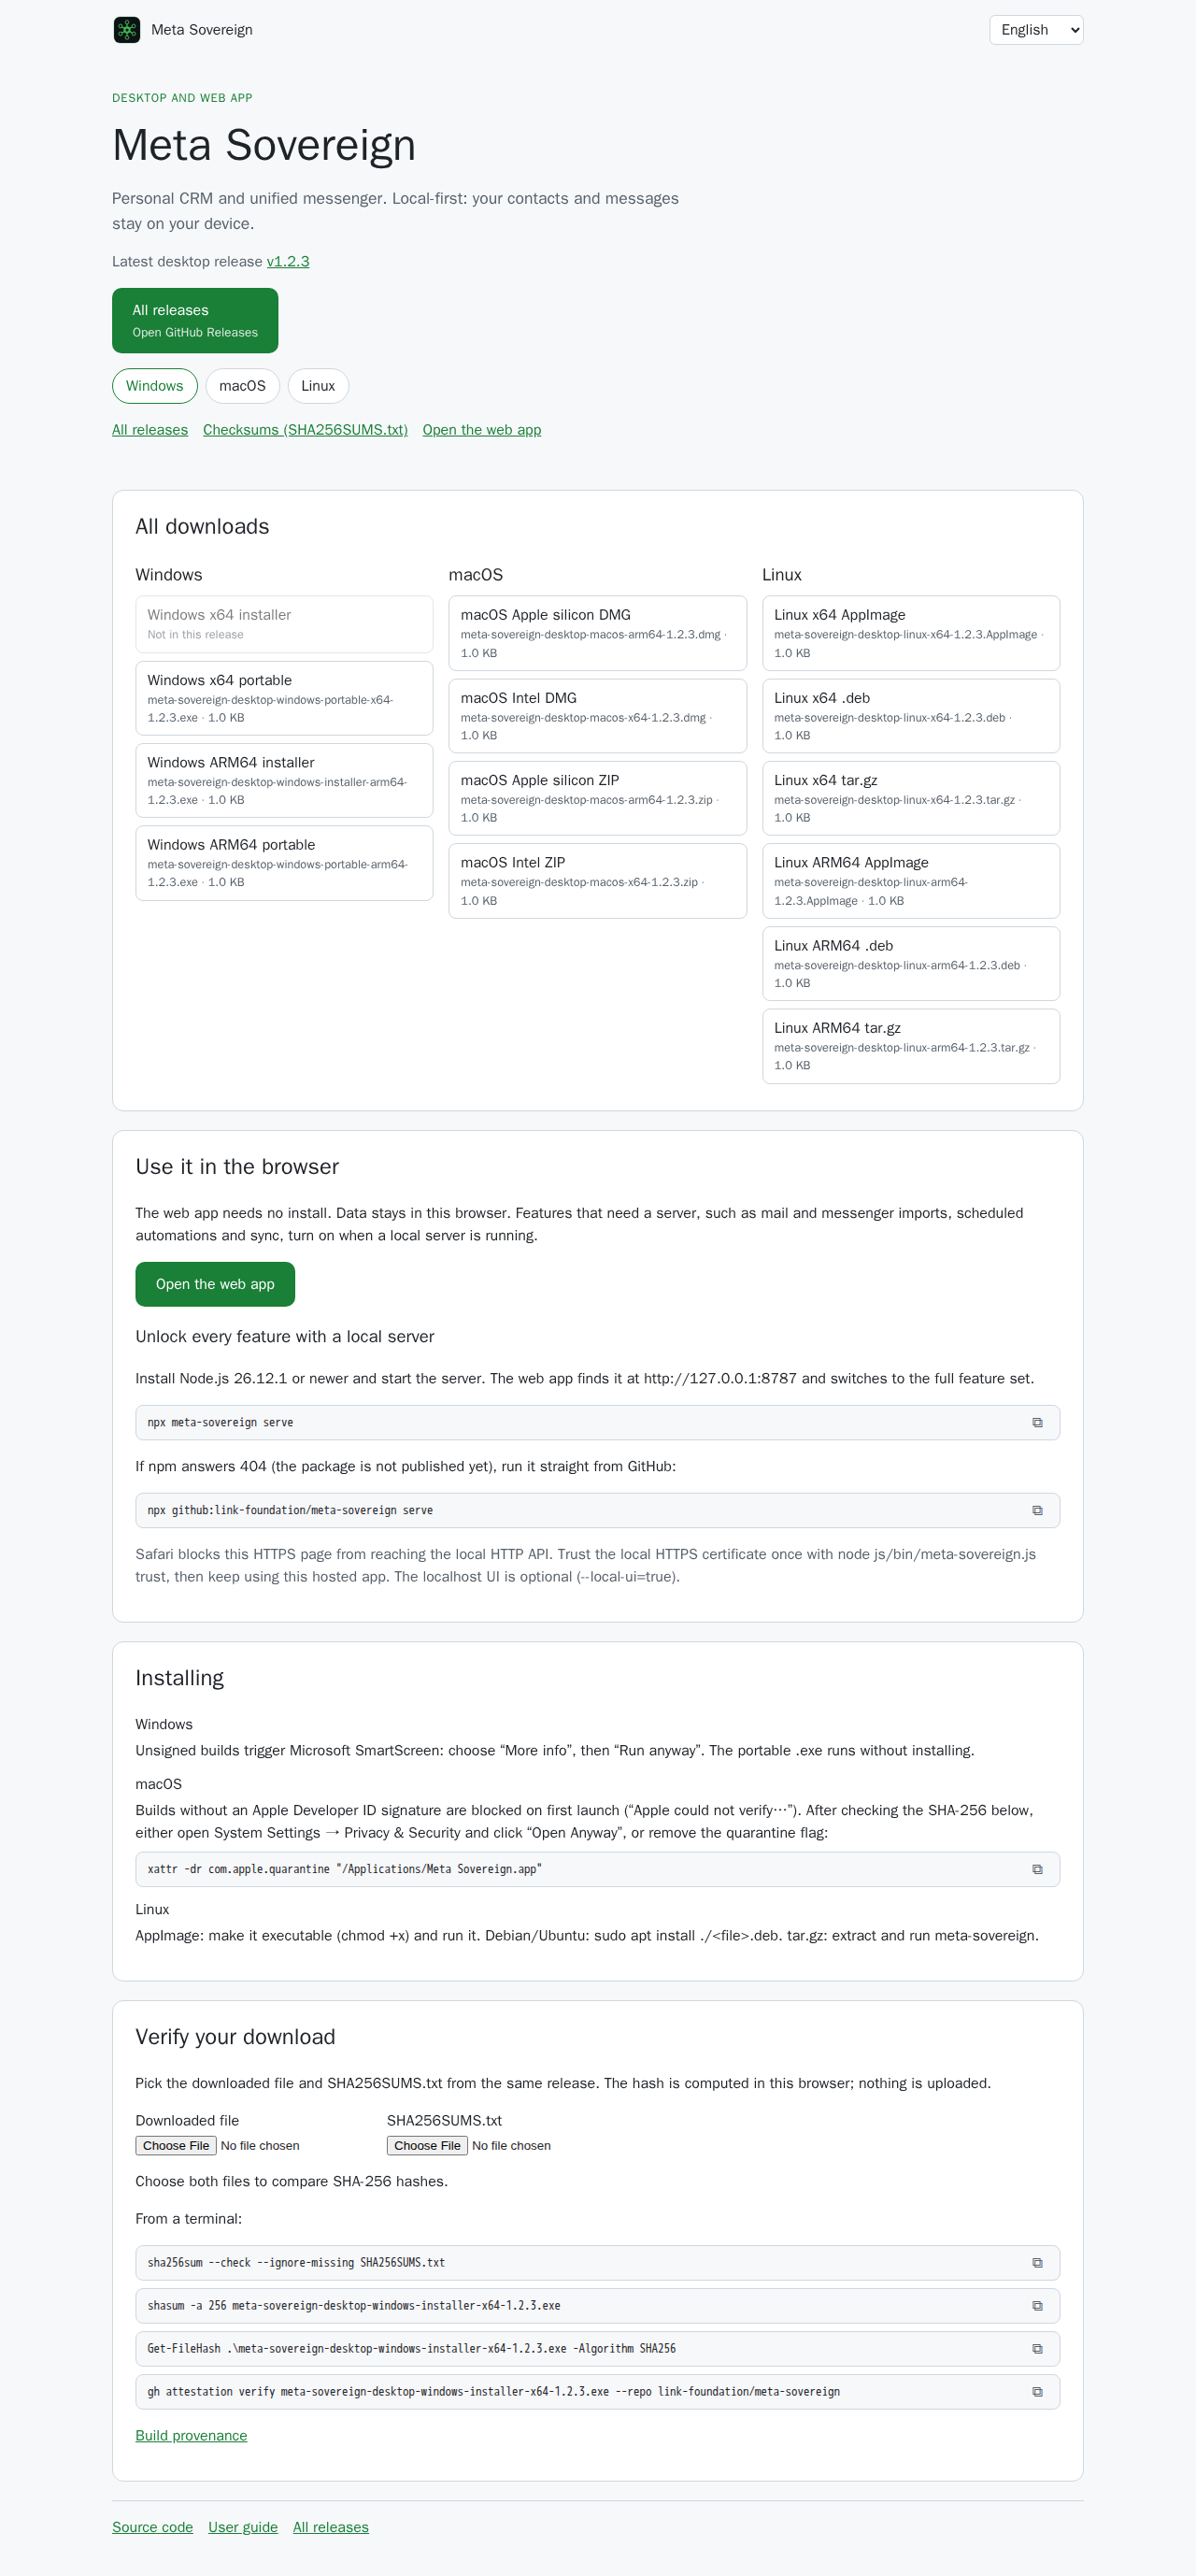 Meta Sovereign
English
DESKTOP AND WEB APP
Meta Sovereign
Personal CRM and unified messenger. Local-first: your contacts and messages
stay on your device.
Latest desktop release v1.2.3
All releases
Open GitHub Releases
Windows macOS Linux
All releases Checksums (SHA256SUMS.txt) Open the web app
All downloads
Windows
Windows x64 installer
Not in this release
Windows x64 portable
meta-sovereign-desktop-windows-portable-x64-
1.2.3.exe · 1.0 KB
Windows ARM64 installer
meta-sovereign-desktop-windows-installer-arm64-
1.2.3.exe · 1.0 KB
Windows ARM64 portable
meta-sovereign-desktop-windows-portable-arm64-
1.2.3.exe · 1.0 KB
macOS
macOS Apple silicon DMG
meta-sovereign-desktop-macos-arm64-1.2.3.dmg ·
1.0 KB
macOS Intel DMG
meta-sovereign-desktop-macos-x64-1.2.3.dmg ·
1.0 KB
macOS Apple silicon ZIP
meta-sovereign-desktop-macos-arm64-1.2.3.zip ·
1.0 KB
macOS Intel ZIP
meta-sovereign-desktop-macos-x64-1.2.3.zip ·
1.0 KB
Linux
Linux x64 AppImage
meta-sovereign-desktop-linux-x64-1.2.3.AppImage ·
1.0 KB
Linux x64 .deb
meta-sovereign-desktop-linux-x64-1.2.3.deb ·
1.0 KB
Linux x64 tar.gz
meta-sovereign-desktop-linux-x64-1.2.3.tar.gz ·
1.0 KB
Linux ARM64 AppImage
meta-sovereign-desktop-linux-arm64-
1.2.3.AppImage · 1.0 KB
Linux ARM64 .deb
meta-sovereign-desktop-linux-arm64-1.2.3.deb ·
1.0 KB
Linux ARM64 tar.gz
meta-sovereign-desktop-linux-arm64-1.2.3.tar.gz ·
1.0 KB
Use it in the browser
The web app needs no install. Data stays in this browser. Features that need a server, such as mail and messenger imports, scheduled
automations and sync, turn on when a local server is running.
Open the web app
Unlock every feature with a local server
Install Node.js 26.12.1 or newer and start the server. The web app finds it at http://127.0.0.1:8787 and switches to the full feature set.
npx meta-sovereign serve
If npm answers 404 (the package is not published yet), run it straight from GitHub:
npx github:link-foundation/meta-sovereign serve
Safari blocks this HTTPS page from reaching the local HTTP API. Trust the local HTTPS certificate once with node js/bin/meta-sovereign.js
trust, then keep using this hosted app. The localhost UI is optional (--local-ui=true).
Installing
Windows
Unsigned builds trigger Microsoft SmartScreen: choose “More info”, then “Run anyway”. The portable .exe runs without installing.
macOS
Builds without an Apple Developer ID signature are blocked on first launch (“Apple could not verify…”). After checking the SHA-256 below,
either open System Settings → Privacy & Security and click “Open Anyway”, or remove the quarantine flag:
xattr -dr com.apple.quarantine "/Applications/Meta Sovereign.app"
Linux
AppImage: make it executable (chmod +x) and run it. Debian/Ubuntu: sudo apt install ./<file>.deb. tar.gz: extract and run meta-sovereign.
Verify your download
Pick the downloaded file and SHA256SUMS.txt from the same release. The hash is computed in this browser; nothing is uploaded.
Downloaded file SHA256SUMS.txt
Choose File No file chosen Choose File No file chosen
Choose both files to compare SHA-256 hashes.
From a terminal:
sha256sum --check --ignore-missing SHA256SUMS.txt
shasum -a 256 meta-sovereign-desktop-windows-installer-x64-1.2.3.exe
Get-FileHash .\meta-sovereign-desktop-windows-installer-x64-1.2.3.exe -Algorithm SHA256
gh attestation verify meta-sovereign-desktop-windows-installer-x64-1.2.3.exe --repo link-foundation/meta-sovereign
Build provenance
Source code User guide All releases